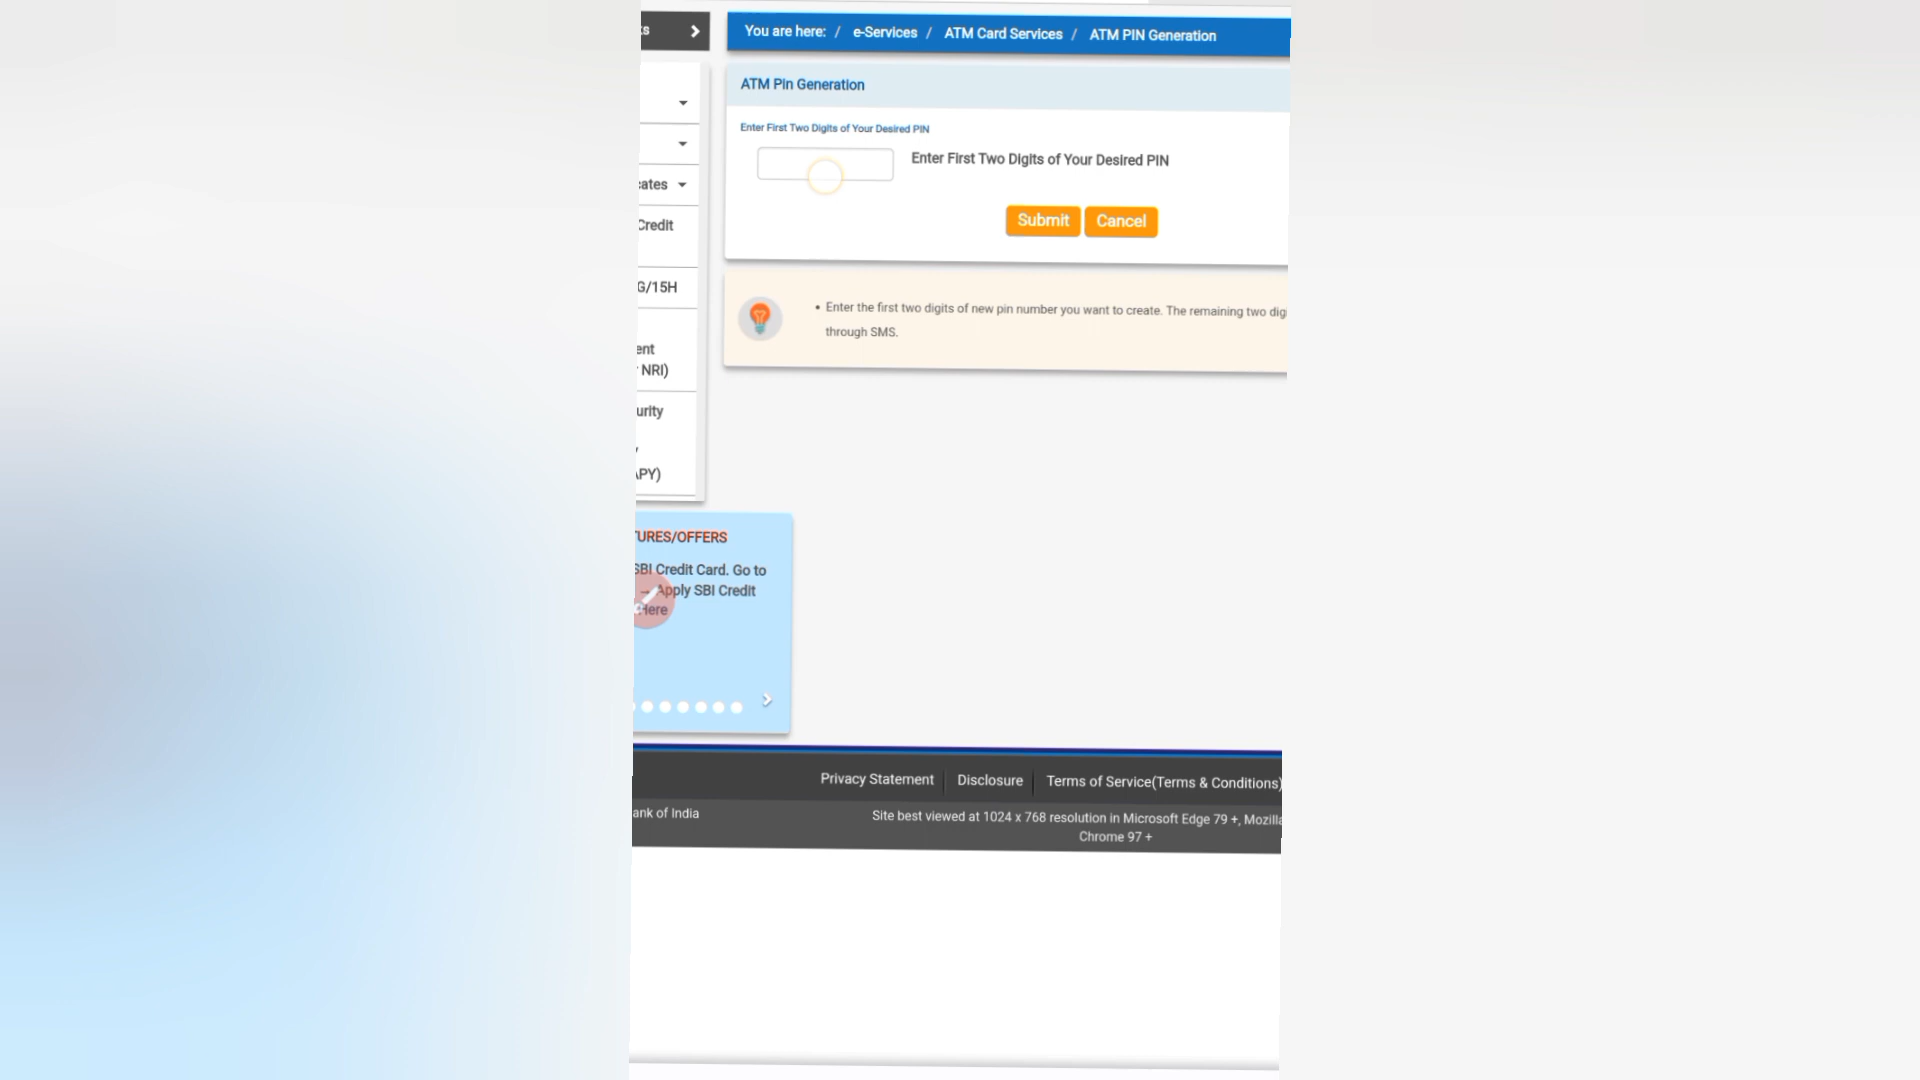 You are here: / e-Services / ATM Card Services / ATM PIN Generation
ATM Pin Generation
Enter First Two Digits of Your Desired PIN
Enter First Two Digits of Your Desired PIN
Submit Cancel
• Enter the first two digits of new pin number you want to create. The remaining two dig
through SMS.
Credit
G/15H
NRI)
TURES/OFFERS
SBI Credit Card. Go to
→ Apply SBI Credit
Here
Privacy Statement
Disclosure
Terms of Service(Terms & Conditions)
ank of India
Site best viewed at 1024 x 768 resolution in Microsoft Edge 79 +, Mozilla
Chrome 97 +